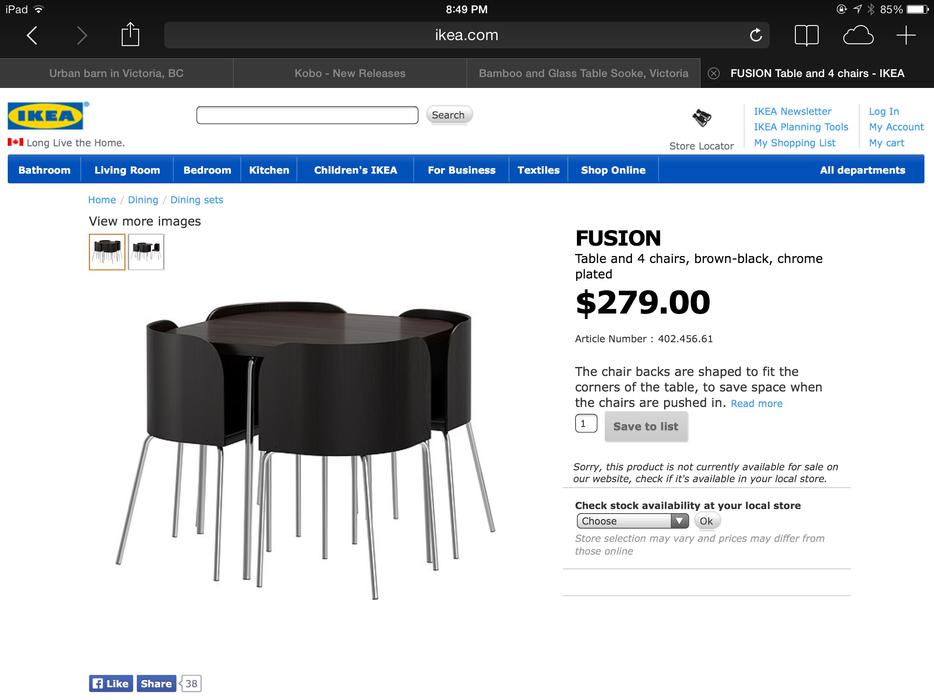 iPad 8:49 PM 85%
ikea.com
Urban barn in Victoria, BC Kobo - New Releases Bamboo and Glass Table Sooke, Victoria FUSION Table and 4 chairs - IKEA
IKEA®
Long Live the Home.
Search
Store Locator
IKEA Newsletter
IKEA Planning Tools
My Shopping List
Log In
My Account
My cart
Bathroom Living Room Bedroom Kitchen Children's IKEA For Business Textiles Shop Online All departments
Home / Dining / Dining sets
View more images
FUSION
Table and 4 chairs, brown-black, chrome
plated
$279.00
Article Number : 402.456.61
The chair backs are shaped to fit the
corners of the table, to save space when
the chairs are pushed in. Read more
1 Save to list
Sorry, this product is not currently available for sale on
our website, check if it's available in your local store.
Check stock availability at your local store
Choose Ok
Store selection may vary and prices may differ from
those online
Like Share 38